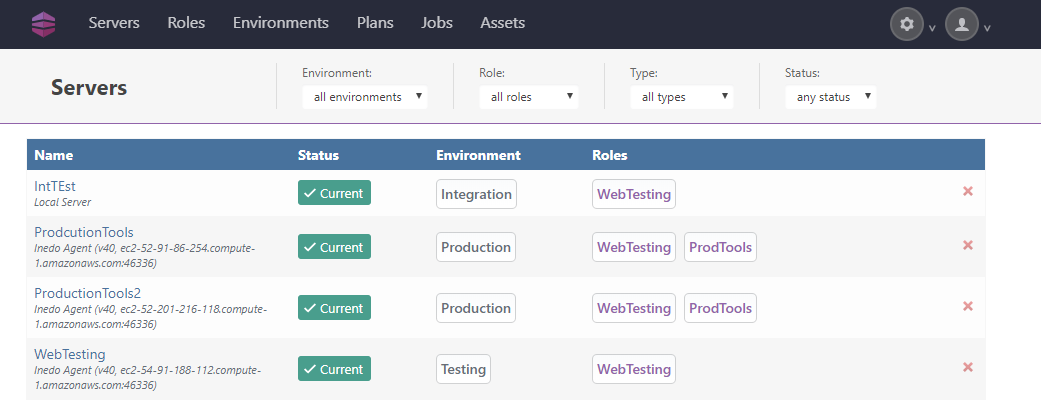 Servers Roles Environments Plans Jobs Assets
Servers
Environment: Role: Type: Status:
all environments all roles all types any status
Name Status Environment Roles
IntTEst
Local Server
Current Integration WebTesting
ProdcutionTools
Inedo Agent (v40, ec2-52-91-86-254.compute-
1.amazonaws.com:46336)
Current Production WebTesting ProdTools
ProductionTools2
Inedo Agent (v40, ec2-52-201-216-118.compute-
1.amazonaws.com:46336)
Current Production WebTesting ProdTools
WebTesting
Inedo Agent (v40, ec2-54-91-188-112.compute-
1.amazonaws.com:46336)
Current Testing WebTesting